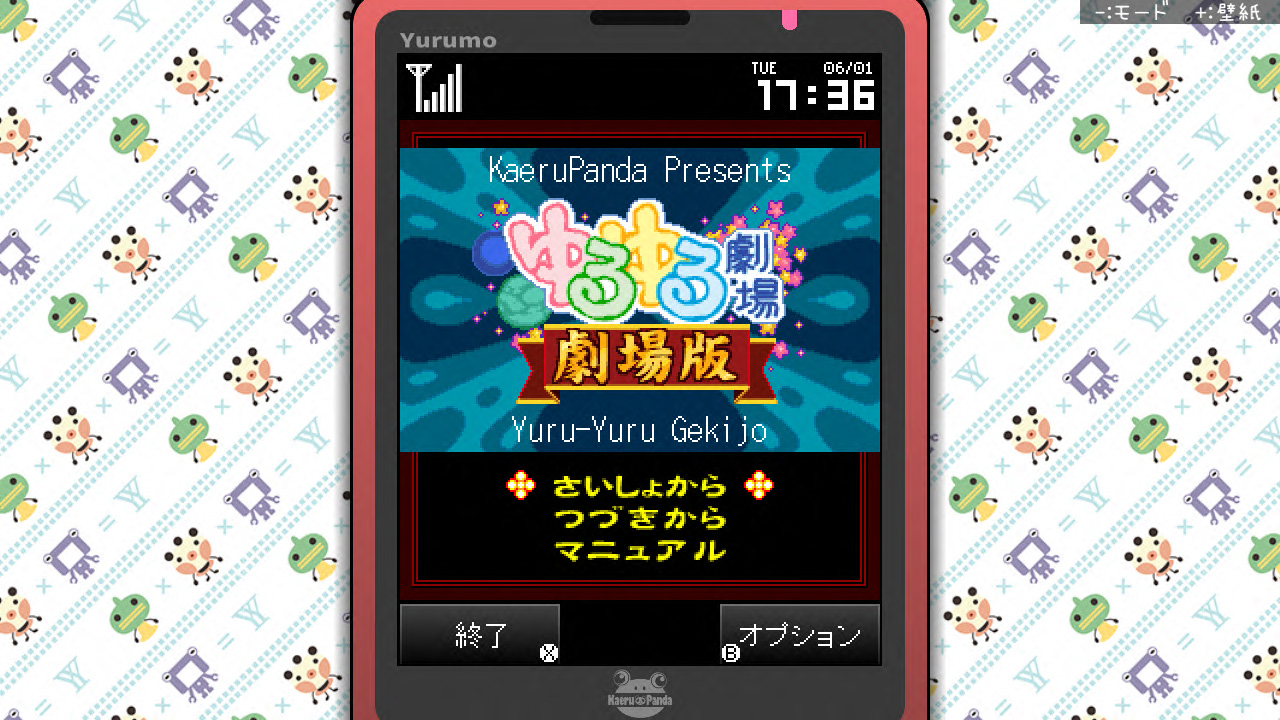 -:モード +:壁紙
Yurumo
TUE 06/01
17:36
KaeruPanda Presents
ゆるゆる劇場
劇場版
Yuru-Yuru Gekijo
さいしょから
つづきから
マニュアル
終了 X
B オプション
Kaeru Panda